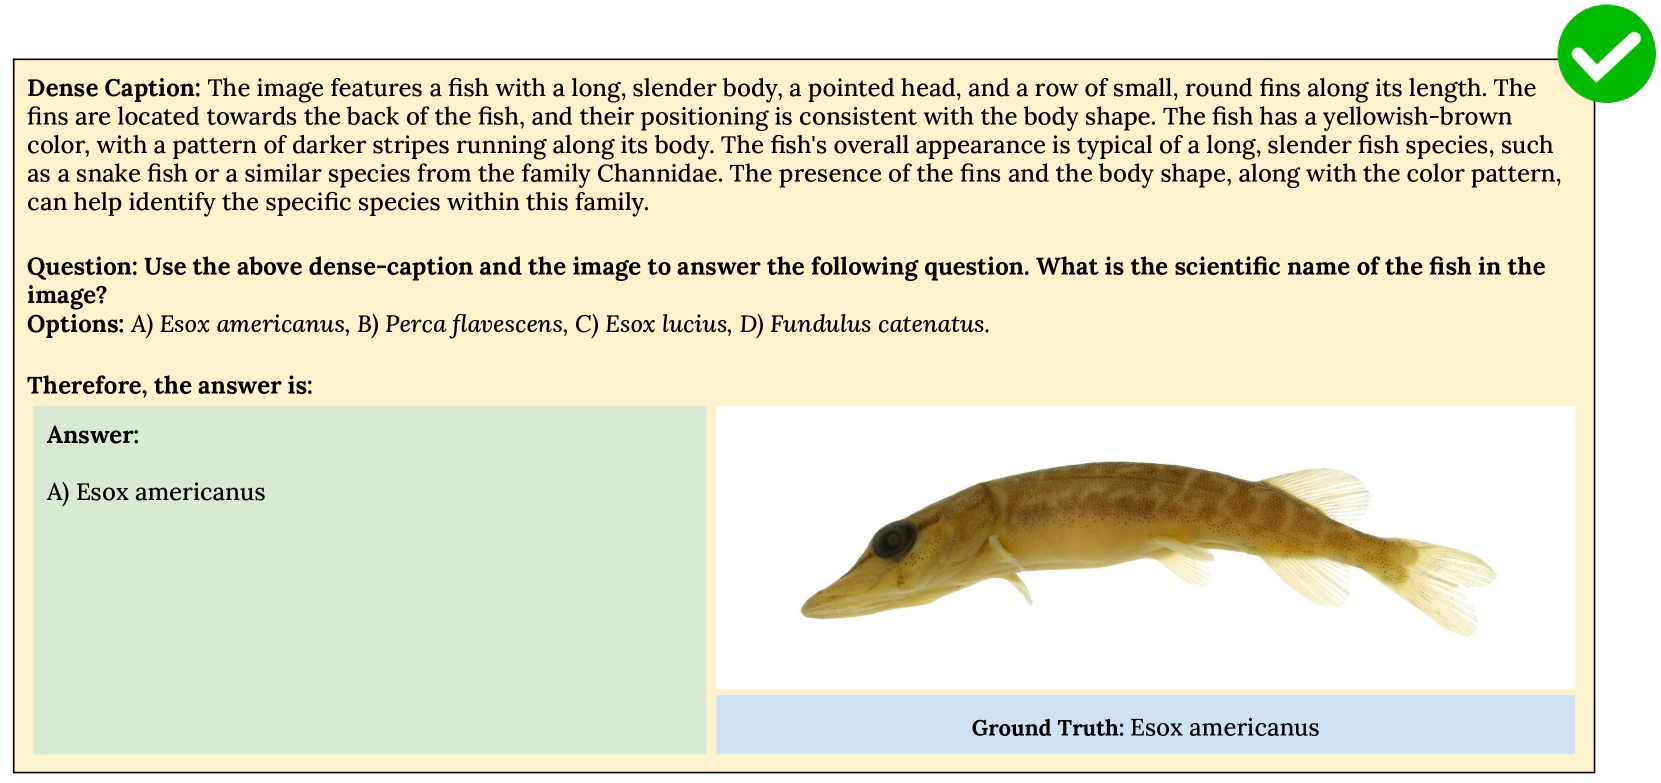 Dense Caption: The image features a fish with a long, slender body, a pointed head, and a row of small, round fins along its length. The
fins are located towards the back of the fish, and their positioning is consistent with the body shape. The fish has a yellowish-brown
color, with a pattern of darker stripes running along its body. The fish's overall appearance is typical of a long, slender fish species, such
as a snake fish or a similar species from the family Channidae. The presence of the fins and the body shape, along with the color pattern,
can help identify the specific species within this family.
Question: Use the above dense-caption and the image to answer the following question. What is the scientific name of the fish in the
image?
Options: A) Esox americanus, B) Perca flavescens, C) Esox lucius, D) Fundulus catenatus.
Therefore, the answer is:
Answer:
A) Esox americanus
Ground Truth: Esox americanus